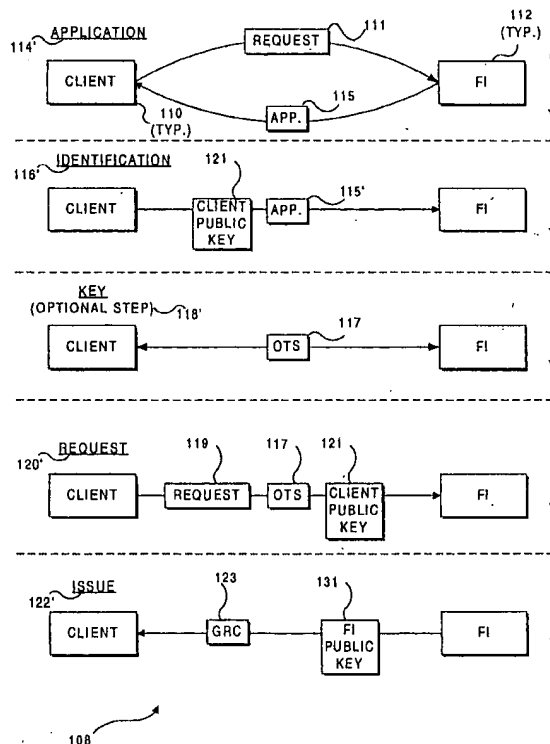 APPLICATION
114'
REQUEST
111
112
(TYP.)
CLIENT
FI
110
(TYP.)
APP.
115
IDENTIFICATION
116'
121
CLIENT
CLIENT
PUBLIC
KEY
APP.
115'
FI
KEY
(OPTIONAL STEP)
118'
117
CLIENT
OTS
FI
REQUEST
120'
119
117
121
CLIENT
REQUEST
OTS
CLIENT
PUBLIC
KEY
FI
ISSUE
122'
123
131
CLIENT
GRC
FI
PUBLIC
KEY
FI
108